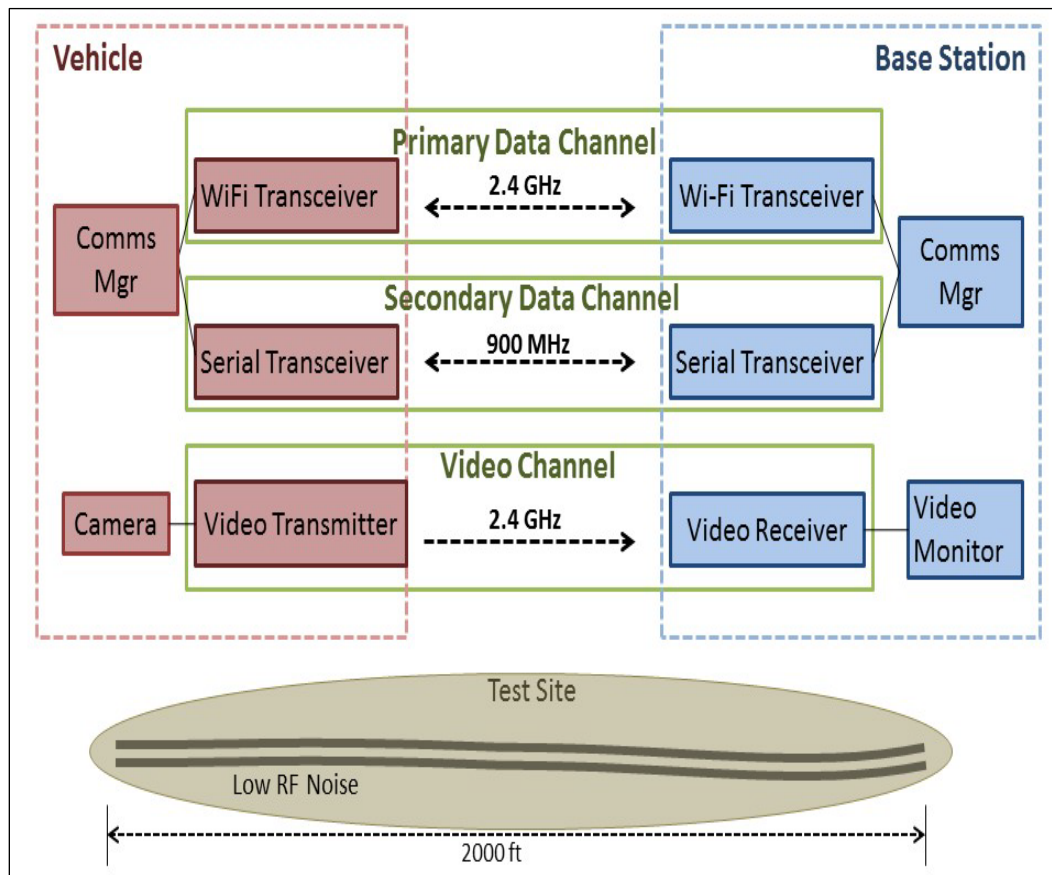 Vehicle
Base Station
Primary Data Channel
WiFi Transceiver
2.4 GHz
Wi-Fi Transceiver
Comms
Mgr
Comms
Mgr
Secondary Data Channel
Serial Transceiver
900 MHz
Serial Transceiver
Video Channel
Camera
Video Transmitter
2.4 GHz
Video Receiver
Video
Monitor
Test Site
Low RF Noise
2000 ft